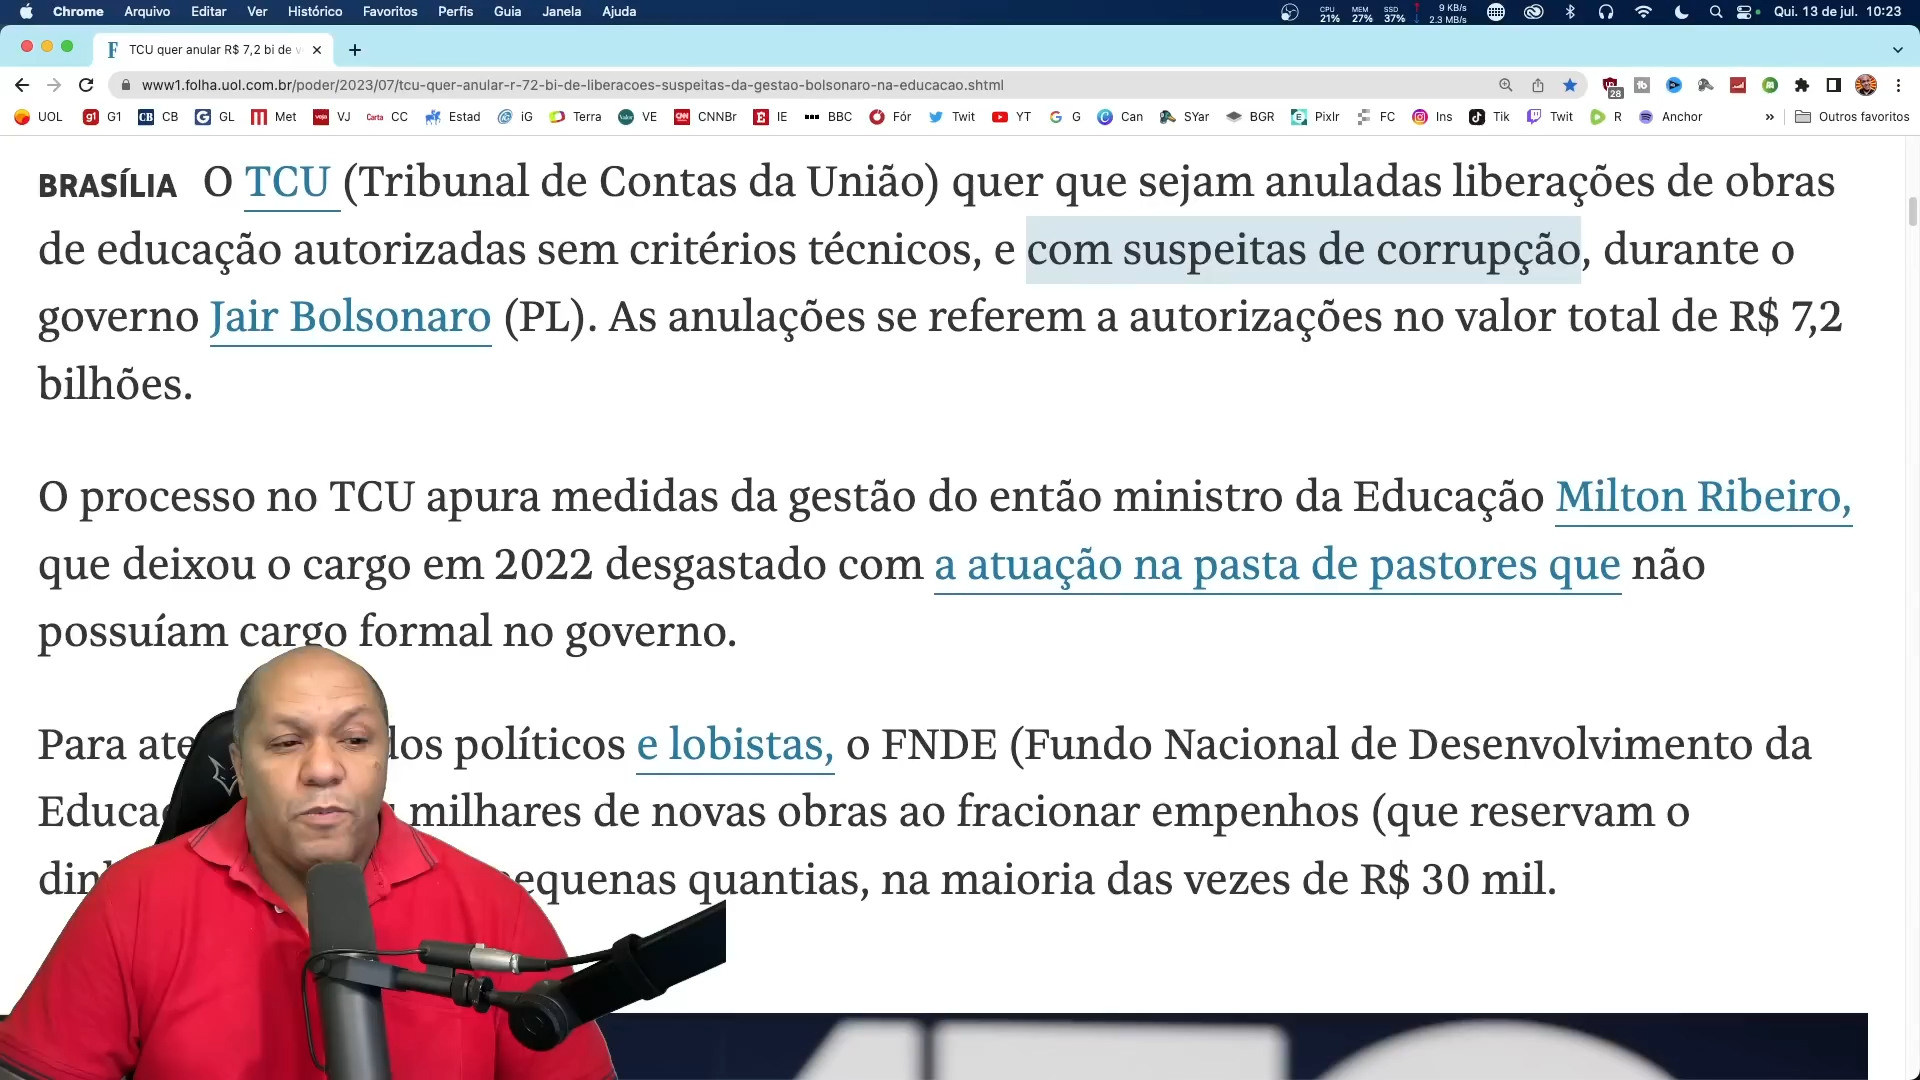 Chrome Arquivo Editar Ver Histórico Favoritos Perfis Guia Janela Ajuda CPU 21% MEM 27% SSD 37% 9 KB/s 2.3 MB/s Qui. 13 de jul. 10:23
TCU quer anular R$ 7,2 bi de v
www1.folha.uol.com.br/poder/2023/07/tcu-quer-anular-r-72-bi-de-liberacoes-suspeitas-da-gestao-bolsonaro-na-educacao.shtml 28
UOL G1 CB GL Met VJ CC Estad iG Terra VE CNNBr IE BBC Fór Twit YT G Can SYar BGR Pixlr FC Ins Tik Twit R Anchor » Outros favoritos
BRASÍLIA O TCU (Tribunal de Contas da União) quer que sejam anuladas liberações de obras
de educação autorizadas sem critérios técnicos, e com suspeitas de corrupção, durante o
governo Jair Bolsonaro (PL). As anulações se referem a autorizações no valor total de R$ 7,2
bilhões.
O processo no TCU apura medidas da gestão do então ministro da Educação Milton Ribeiro,
que deixou o cargo em 2022 desgastado com a atuação na pasta de pastores que não
possuíam cargo formal no governo.
Para políticos e lobistas, o FNDE (Fundo Nacional de Desenvolvimento da
milhares de novas obras ao fracionar empenhos (que reservam o
pequenas quantias, na maioria das vezes de R$ 30 mil.